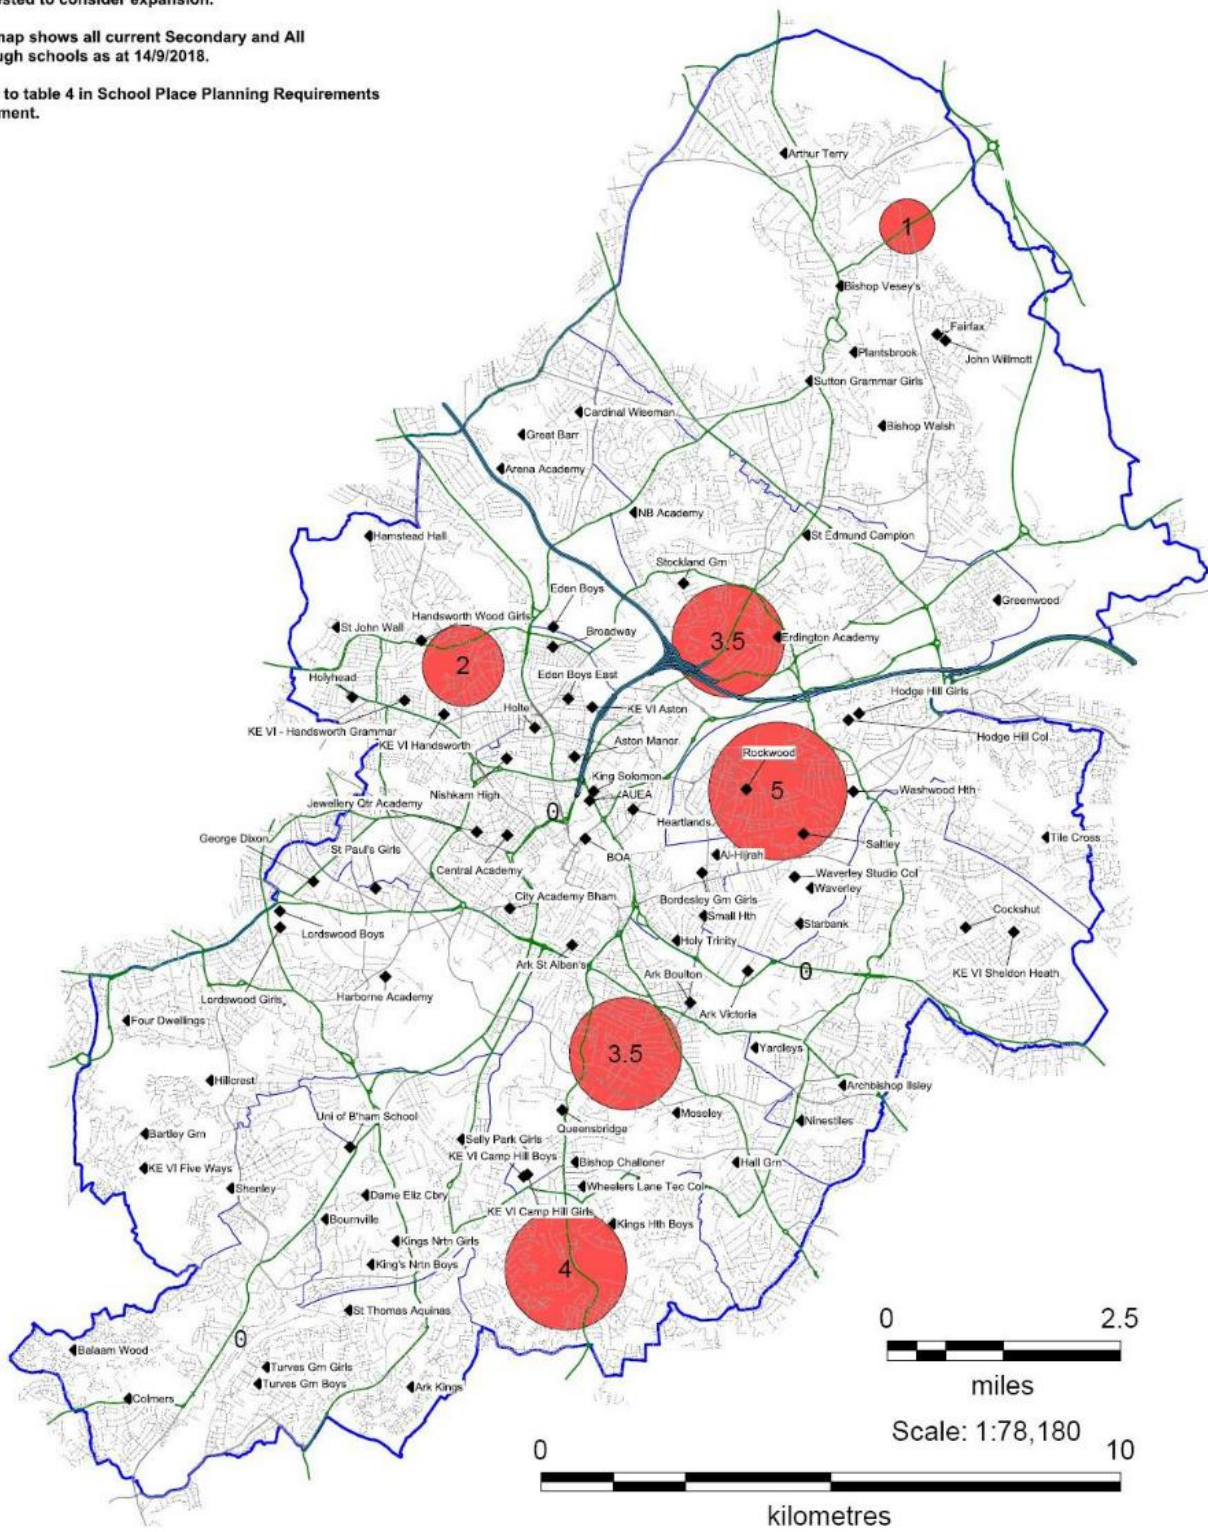 ested to consider expansion.
map shows all current Secondary and All
ugh schools as at 14/9/2018.
to table 4 in School Place Planning Requirements
ment.
Arthur Terry
1
Bishop Vesey's
Fairfax
John Willmott
Plantsbrook
Sutton Grammar Girls
Cardinal Wiseman
Bishop Walsh
Great Barr
Arena Academy
NB Academy
Hamstead Hall
St Edmund Campion
Stockland Grn
Eden Boys
Greenwood
Handsworth Wood Girls
St John Wall
Broadway
3.5
Erdington Academy
2
Eden Boys East
Holyhead
Hodge Hill Girls
Holte
KE VI Aston
KE VI - Handsworth Grammar
Hodge Hill Col
KE VI Handsworth
Aston Manor
Rockwood
King Solomon
5
Washwood Hth
Nishkam High
AUEA
Jewellery Qtr Academy
0
Heartlands
George Dixon
Tile Cross
St Paul's Girls
Saltley
BOA
Al-Hijrah
Central Academy
Waverley Studio Col
Waverley
City Academy Bham
Bordesley Grn Girls
Cockshut
Small Hth
Starbank
Lordswood Boys
Holy Trinity
Ark St Alban's
Ark Boulton
0
KE VI Sheldon Heath
Lordswood Girls
Harborne Academy
Ark Victoria
Four Dwellings
3.5
Yardleys
Hillcrest
Archbishop Ilsley
Uni of B'ham School
Moseley
Ninestiles
Queensbridge
Bartley Grn
Selly Park Girls
KE VI Camp Hill Boys
Bishop Challoner
Hall Grn
KE VI Five Ways
Shenley
Dame Eliz Cbry
Wheelers Lane Tec Col
KE VI Camp Hill Girls
Bournville
Kings Hth Boys
Kings Nrtn Girls
King's Nrtn Boys
4
St Thomas Aquinas
0 2.5
0
Balaam Wood
Turves Grn Girls
Turves Grn Boys
Ark Kings
miles
Colmers
Scale: 1:78,180
0 10
kilometres